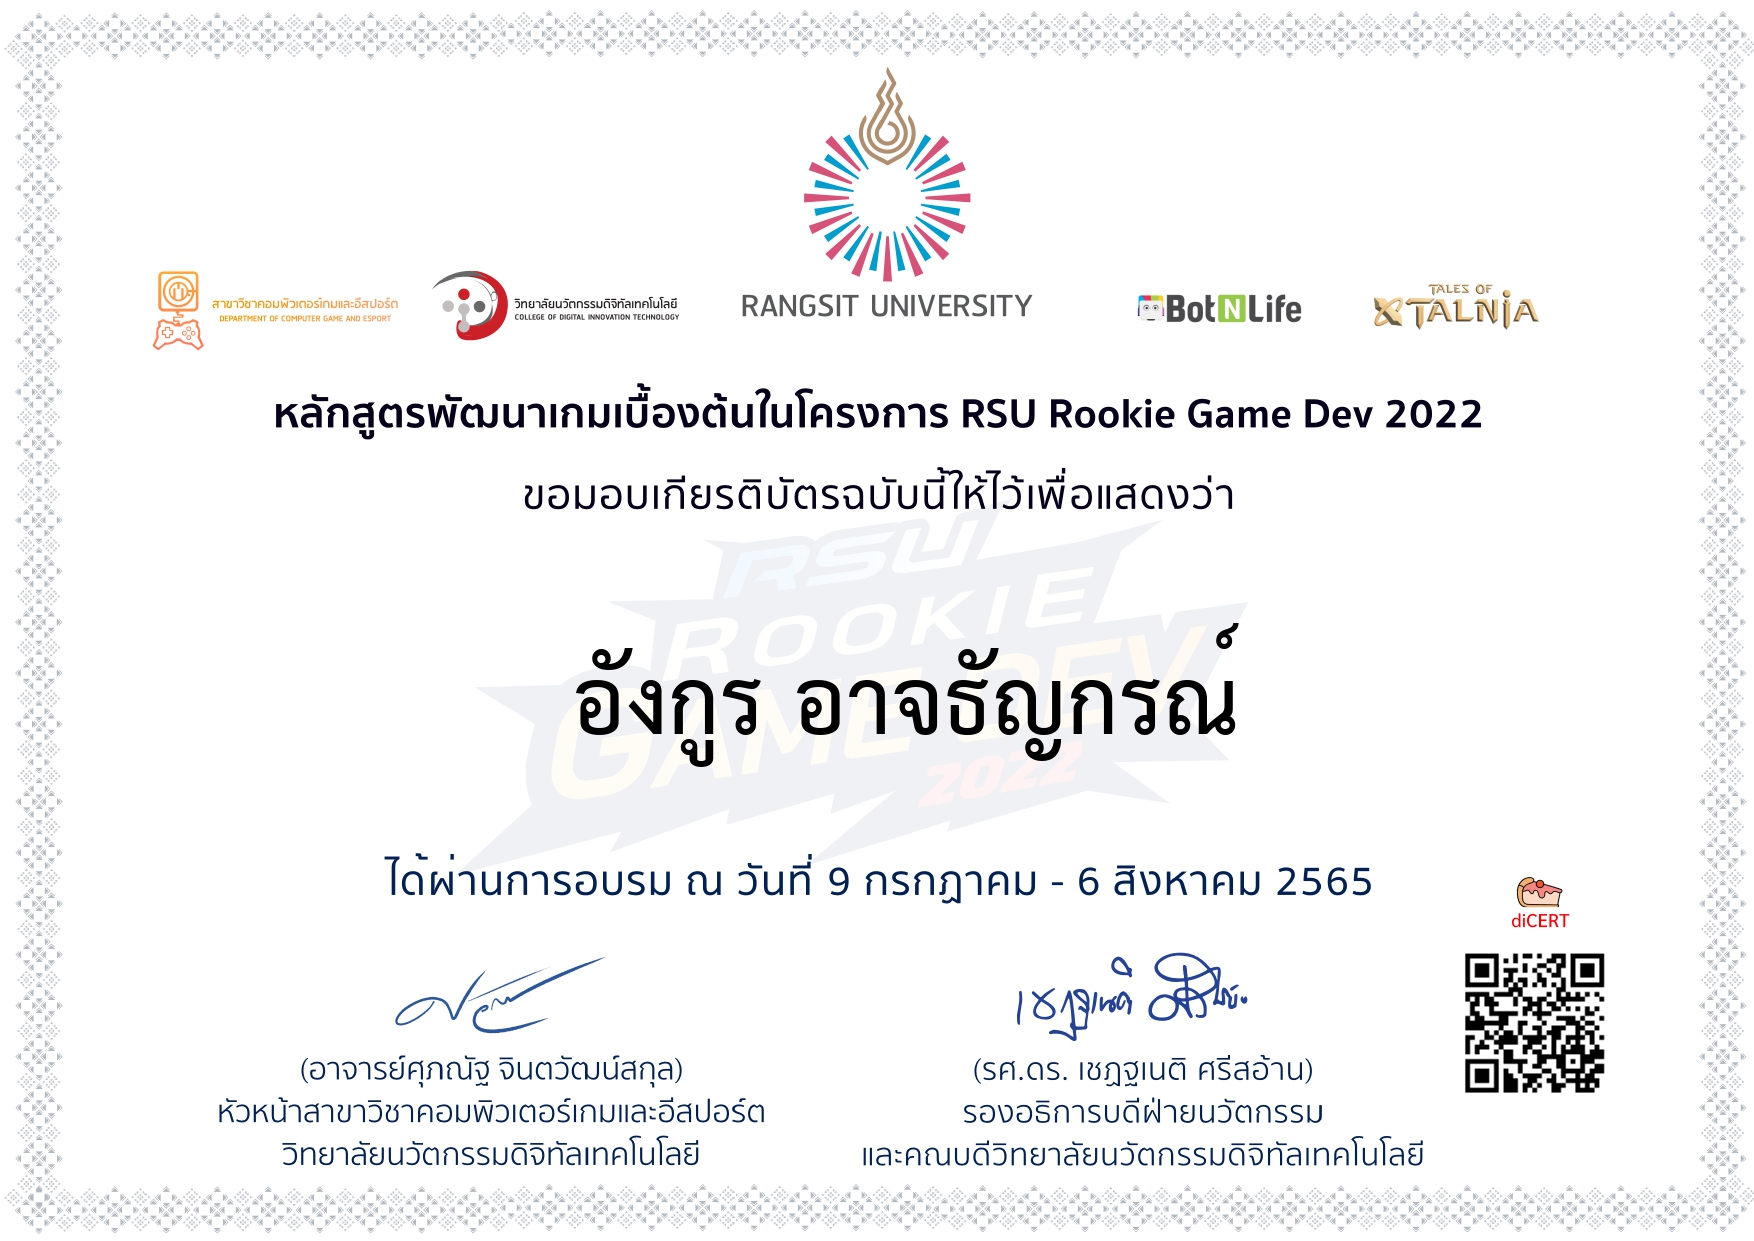 สาขาวิชาคอมพิวเตอร์เกมและอีสปอร์ต
DEPARTMENT OF COMPUTER GAME AND ESPORT
วิทยาลัยนวัตกรรมดิจิทัลเทคโนโลยี
COLLEGE OF DIGITAL INNOVATION TECHNOLOGY
RANGSIT UNIVERSITY
BotNLife
TALES OF
TALNIA
หลักสูตรพัฒนาเกมเบื้องต้นในโครงการ RSU Rookie Game Dev 2022
ขอมอบเกียรติบัตรฉบับนี้ให้ไว้เพื่อแสดงว่า
RSU
ROOKIE
GAME DEV
2022
อังกูร อาจธัญกรณ์
ได้ผ่านการอบรม ณ วันที่ 9 กรกฎาคม - 6 สิงหาคม 2565
diCERT
(อาจารย์ศุภณัฐ จินตวัฒน์สกุล)
หัวหน้าสาขาวิชาคอมพิวเตอร์เกมและอีสปอร์ต
วิทยาลัยนวัตกรรมดิจิทัลเทคโนโลยี
(รศ.ดร. เชฏฐเนติ ศรีสอ้าน)
รองอธิการบดีฝ่ายนวัตกรรม
และคณบดีวิทยาลัยนวัตกรรมดิจิทัลเทคโนโลยี